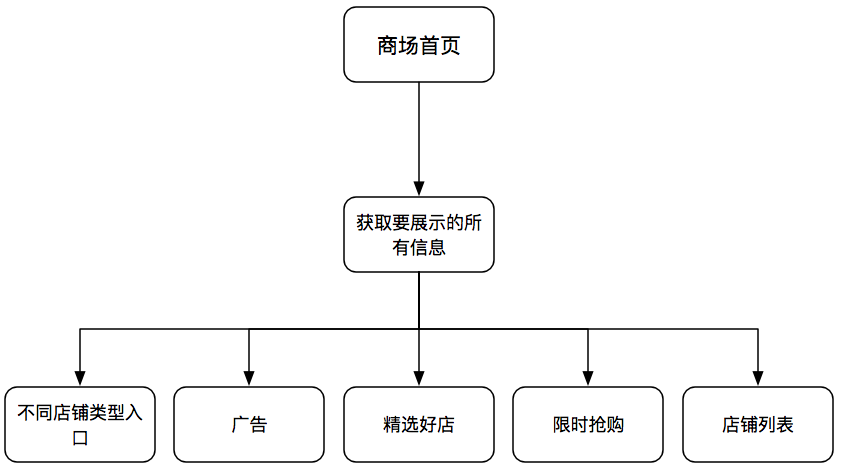 商场首页
获取要展示的所
有信息
不同店铺类型入
口
广告
精选好店
限时抢购
店铺列表